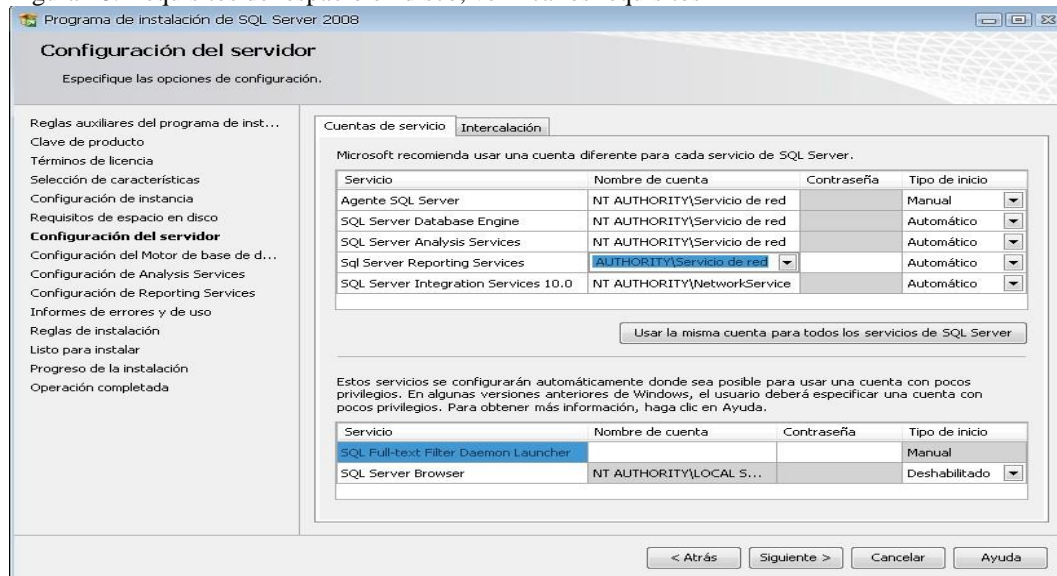 Programa de instalación de SQL Server 2008
Configuración del servidor
Especifique las opciones de configuración.
Reglas auxiliares del programa de inst...
Clave de producto
Términos de licencia
Selección de características
Configuración de instancia
Requisitos de espacio en disco
Configuración del servidor
Configuración del Motor de base de d...
Configuración de Analysis Services
Configuración de Reporting Services
Informes de errores y de uso
Reglas de instalación
Listo para instalar
Progreso de la instalación
Operación completada
Cuentas de servicio Intercalación
Microsoft recomienda usar una cuenta diferente para cada servicio de SQL Server.
Servicio Nombre de cuenta Contraseña Tipo de inicio
Agente SQL Server NT AUTHORITY\Servicio de red Manual
SQL Server Database Engine NT AUTHORITY\Servicio de red Automático
SQL Server Analysis Services NT AUTHORITY\Servicio de red Automático
Sql Server Reporting Services AUTHORITY\Servicio de red Automático
SQL Server Integration Services 10.0 NT AUTHORITY\NetworkService Automático
Usar la misma cuenta para todos los servicios de SQL Server
Estos servicios se configurarán automáticamente donde sea posible para usar una cuenta con pocos
privilegios. En algunas versiones anteriores de Windows, el usuario deberá especificar una cuenta con
pocos privilegios. Para obtener más información, haga clic en Ayuda.
Servicio Nombre de cuenta Contraseña Tipo de inicio
SQL Full-text Filter Daemon Launcher Manual
SQL Server Browser NT AUTHORITY\LOCAL S... Deshabilitado
< Atrás Siguiente > Cancelar Ayuda